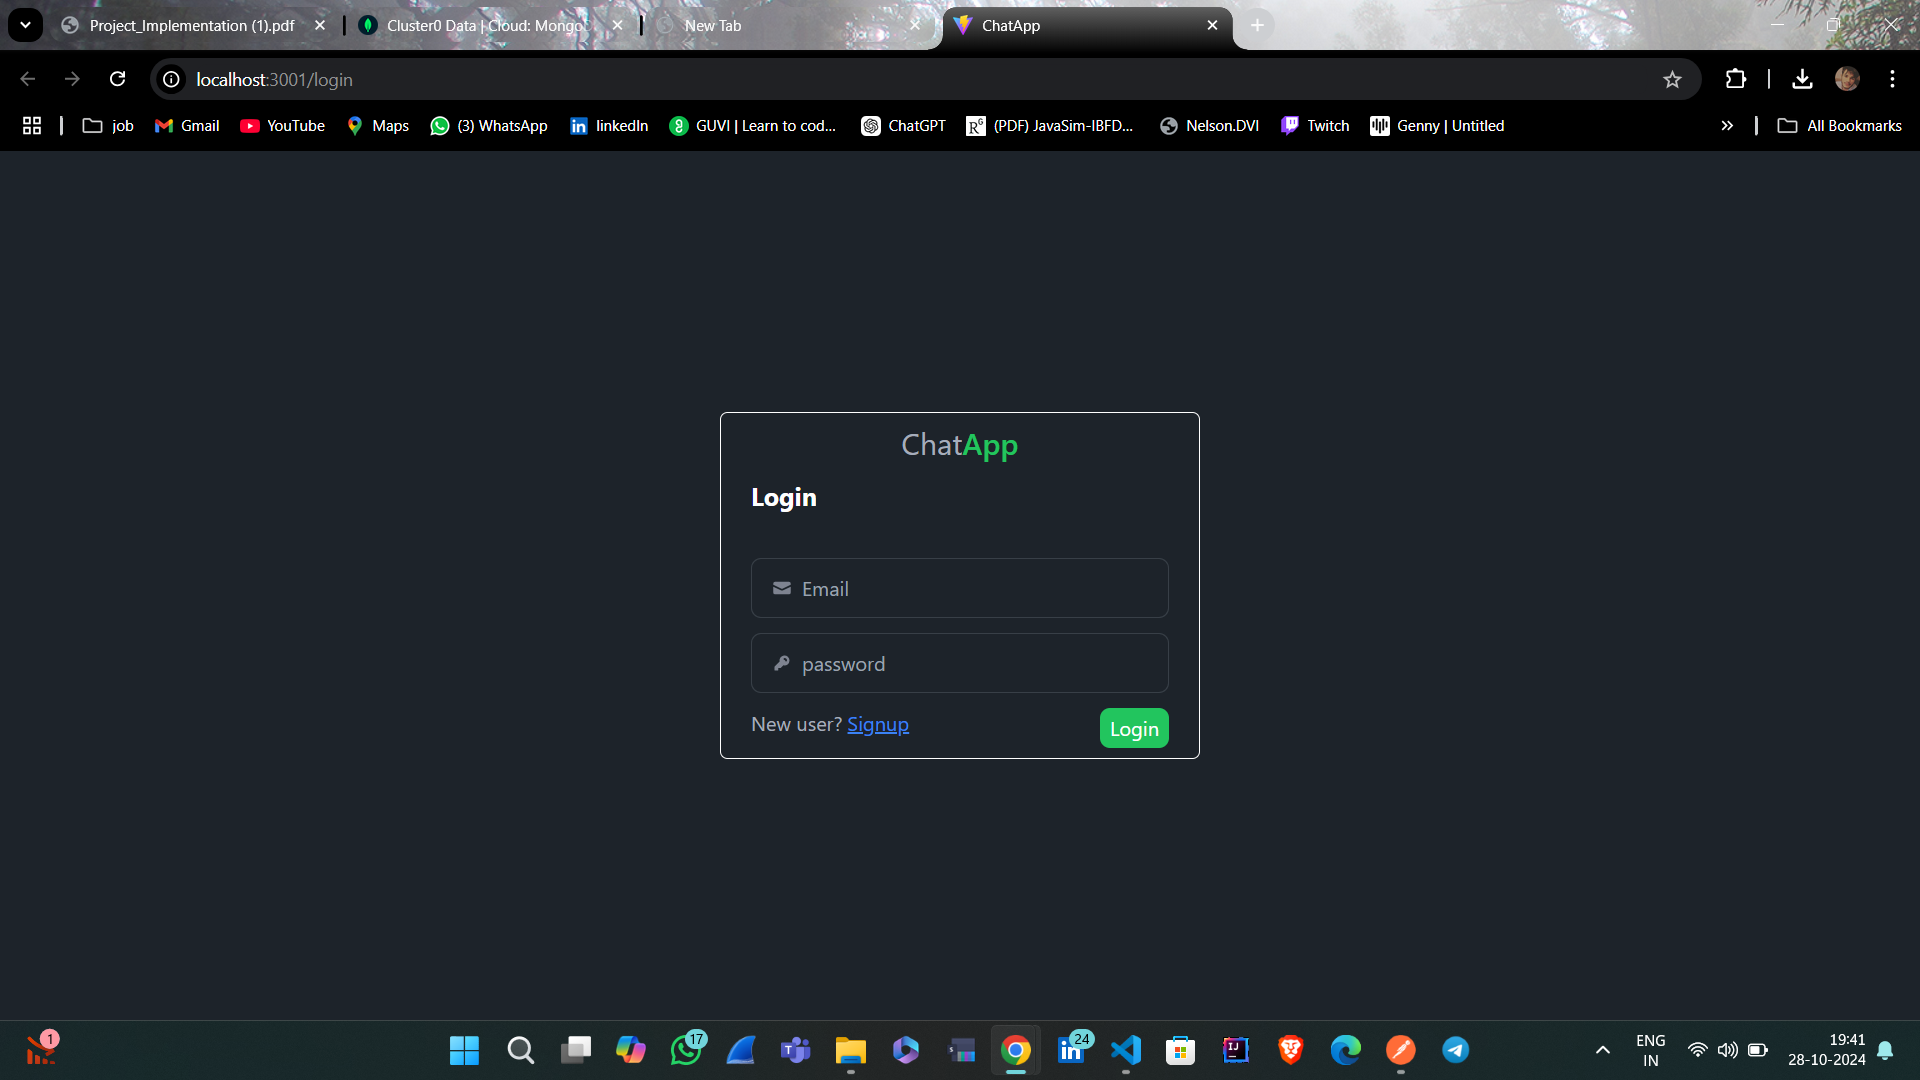 Project_Implementation (1).pdf
Cluster0 Data | Cloud: Mongo
New Tab
ChatApp
localhost:3001/login
job
Gmail
YouTube
Maps
(3) WhatsApp
linkedIn
GUVI | Learn to cod...
ChatGPT
(PDF) JavaSim-IBFD...
Nelson.DVI
Twitch
Genny | Untitled
All Bookmarks
ChatApp
Login
Email
password
New user? Signup
Login
1
17
24
ENG
IN
19:41
28-10-2024